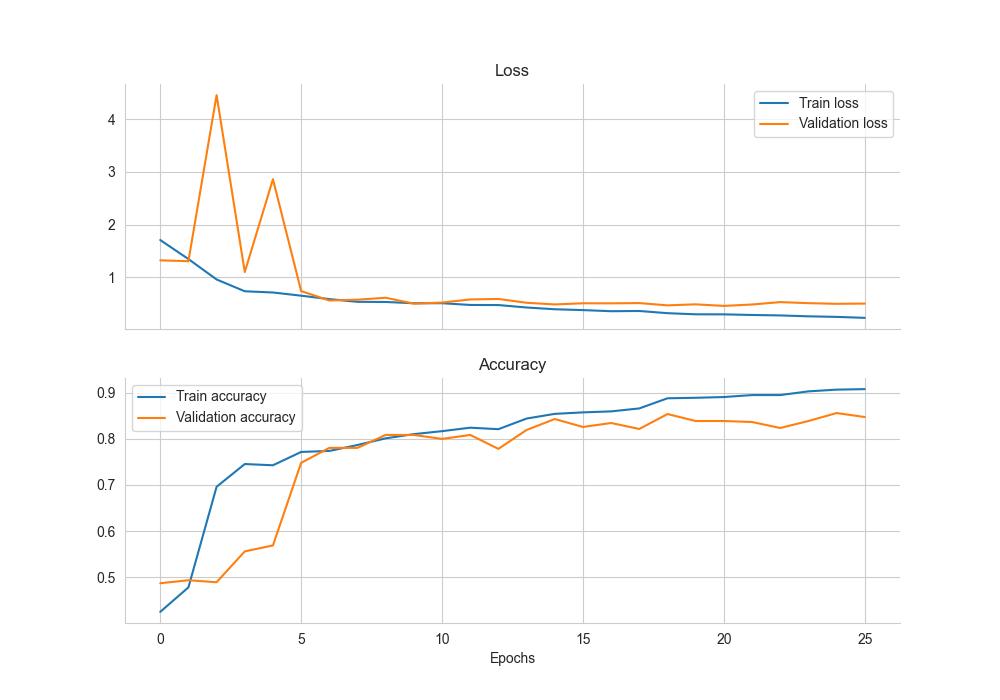 Loss
Train loss
Validation loss
4
3
2
1
Accuracy
Train accuracy
Validation accuracy
0.9
0.8
0.7
0.6
0.5
0 5 10 15 20 25
Epochs